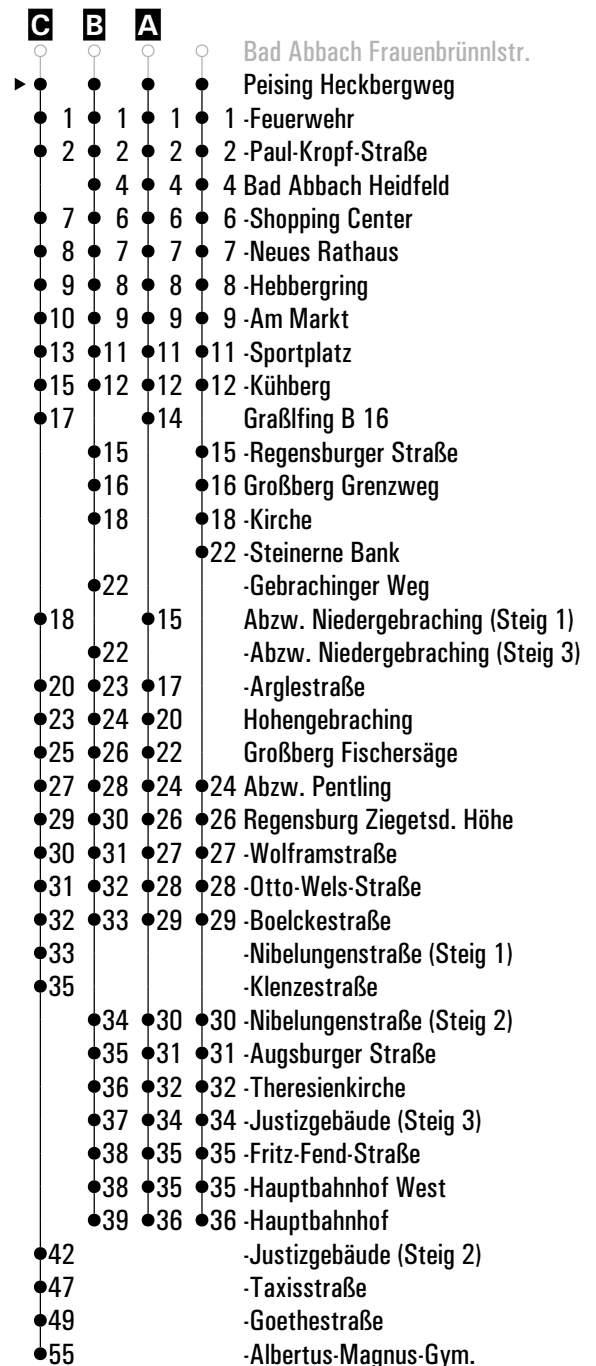 C B A
Bad Abbach Frauenbrünnlstr.
Peising Heckbergweg
1 1 1 1 -Feuerwehr
2 2 2 2 -Paul-Kropf-Straße
4 4 4 Bad Abbach Heidfeld
7 6 6 6 -Shopping Center
8 7 7 7 -Neues Rathaus
9 8 8 8 -Hebbergring
10 9 9 9 -Am Markt
13 11 11 11 -Sportplatz
15 12 12 12 -Kühberg
17 14 Graßlfing B 16
15 15 -Regensburger Straße
16 16 Großberg Grenzweg
18 18 -Kirche
22 -Steinerne Bank
22 -Gebrachinger Weg
18 15 Abzw. Niedergebraching (Steig 1)
22 -Abzw. Niedergebraching (Steig 3)
20 23 17 -Arglestraße
23 24 20 Hohengebraching
25 26 22 Großberg Fischersäge
27 28 24 24 Abzw. Pentling
29 30 26 26 Regensburg Ziegetsd. Höhe
30 31 27 27 -Wolframstraße
31 32 28 28 -Otto-Wels-Straße
32 33 29 29 -Boelckestraße
33 -Nibelungenstraße (Steig 1)
35 -Klenzestraße
34 30 30 -Nibelungenstraße (Steig 2)
35 31 31 -Augsburger Straße
36 32 32 -Theresienkirche
37 34 34 -Justizgebäude (Steig 3)
38 35 35 -Fritz-Fend-Straße
38 35 35 -Hauptbahnhof West
39 36 36 -Hauptbahnhof
42 -Justizgebäude (Steig 2)
47 -Taxisstraße
49 -Goethestraße
55 -Albertus-Magnus-Gym.